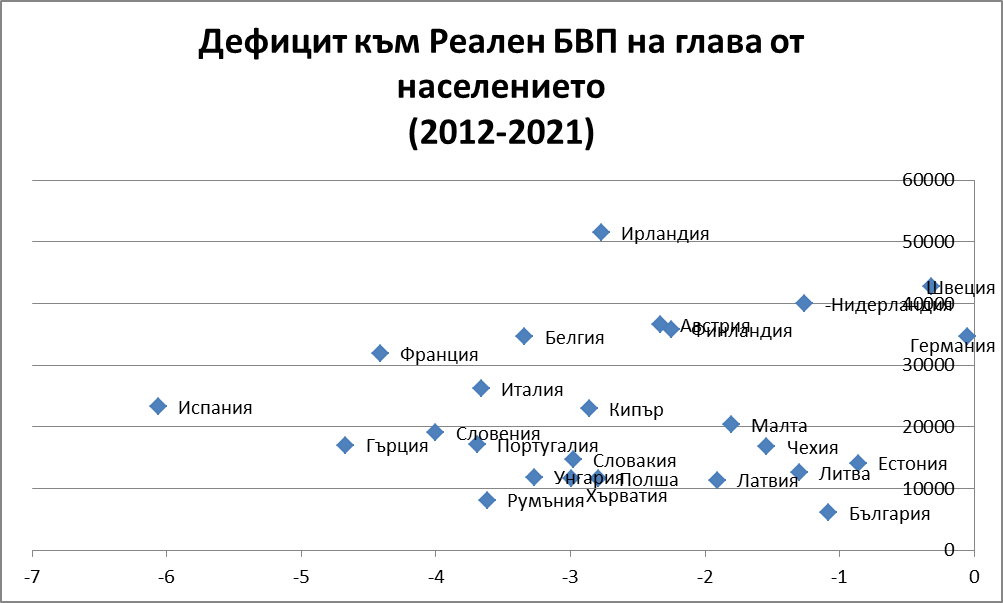 Дефицит към Реален БВП на глава от
населението
(2012-2021)
60000
Ирландия
50000
Швеция
-Нидерландия
40000
Австрия
Финландия
Белгия
Германия
Франция
30000
Италия
Испания
Кипър
Малта
20000
Словения
Гърция
Португалия
Чехия
Словакия
Естония
Литва
Унгария
Полша
Латвия
10000
Хърватия
Румъния
България
0
-7 -6 -5 -4 -3 -2 -1 0